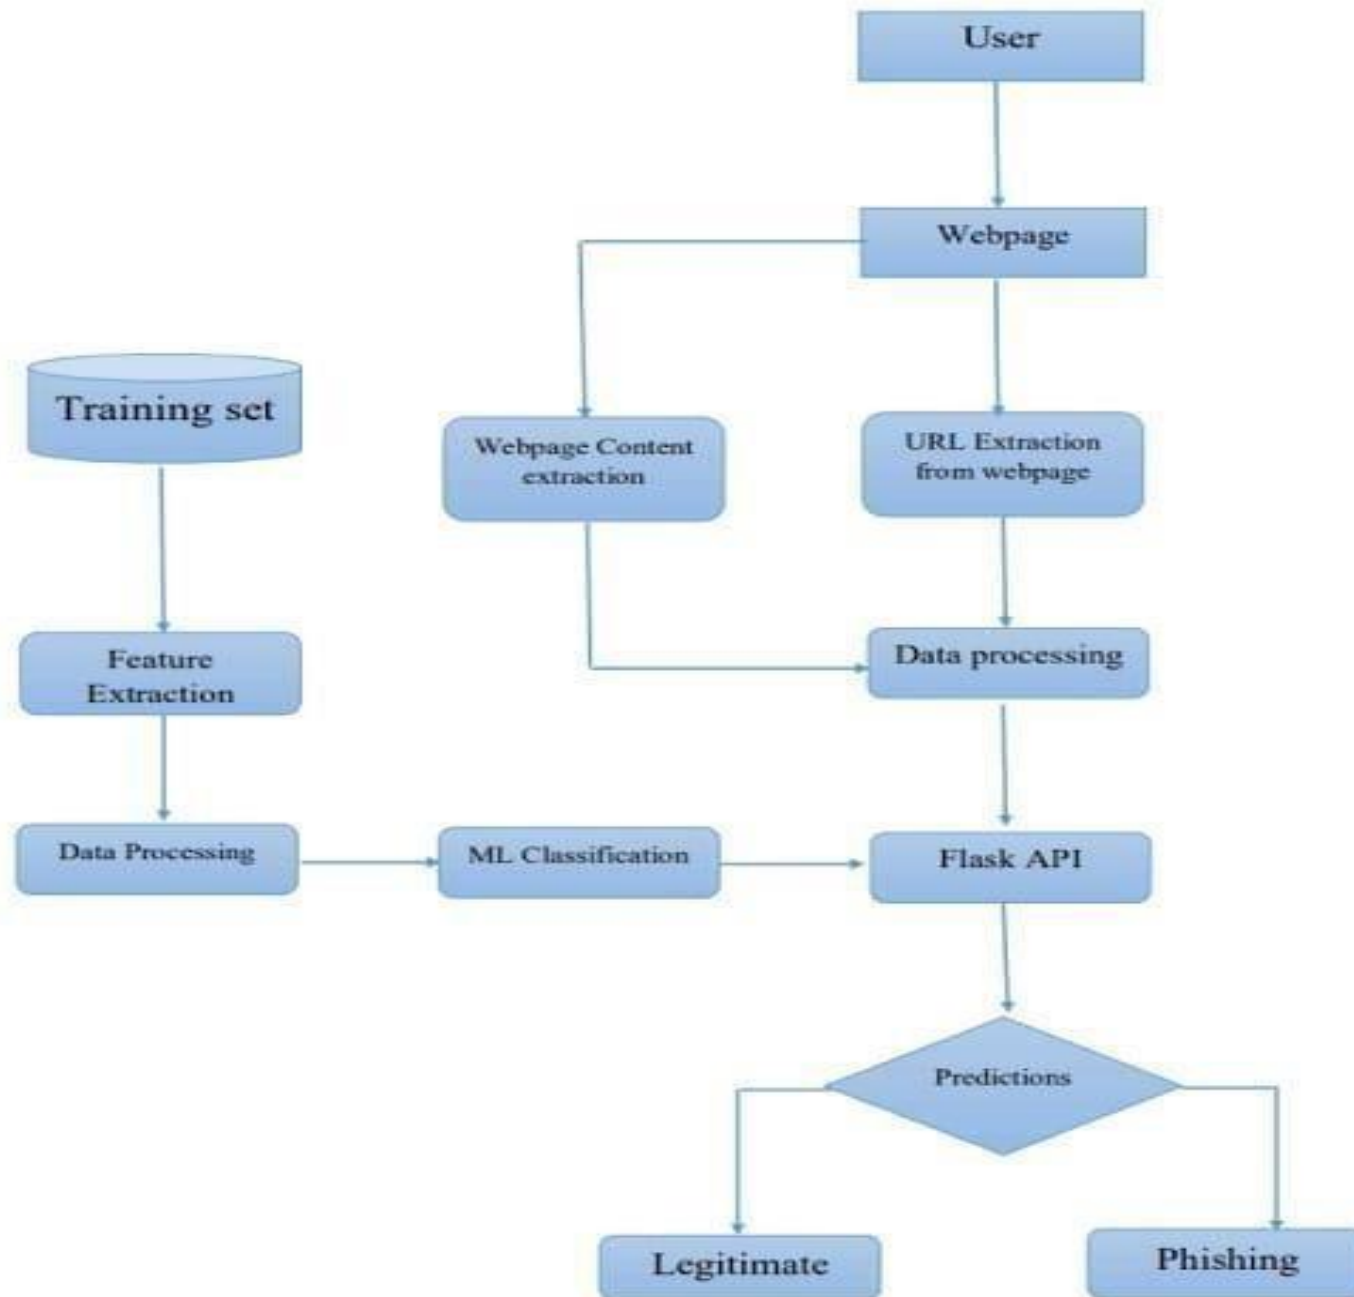 User
Webpage
Training set
Webpage Content
extraction
URL Extraction
from webpage
Feature
Extraction
Data processing
Data Processing
ML Classification
Flask API
Predictions
Legitimate
Phishing